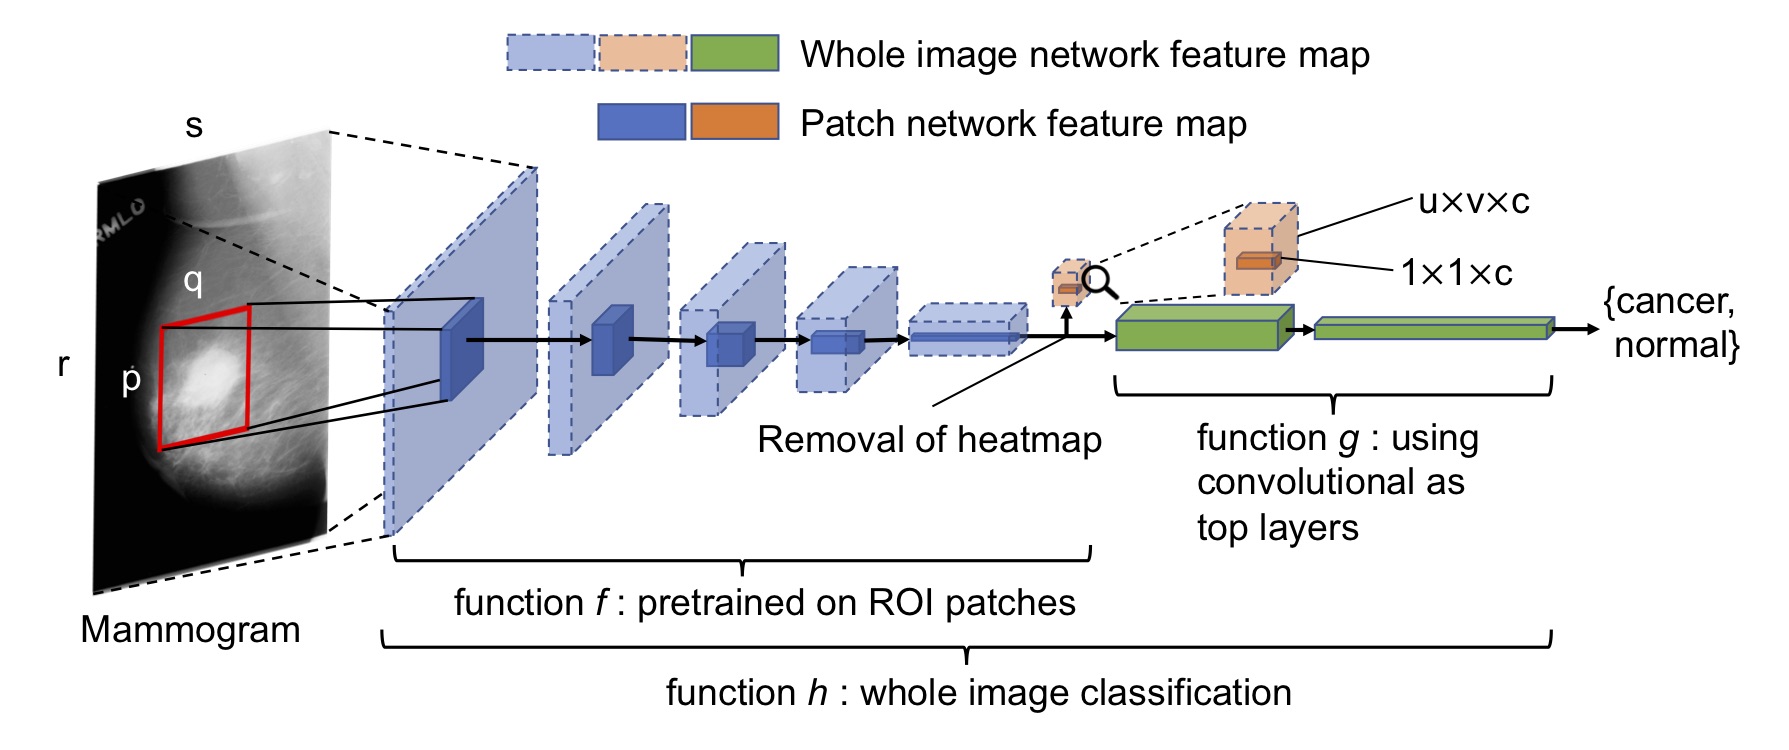 Whole image network feature map
Patch network feature map
s
RMLO
q
r
p
u×v×c
1×1×c
{cancer,
normal}
Removal of heatmap
function g : using
convolutional as
top layers
function f : pretrained on ROI patches
Mammogram
function h : whole image classification